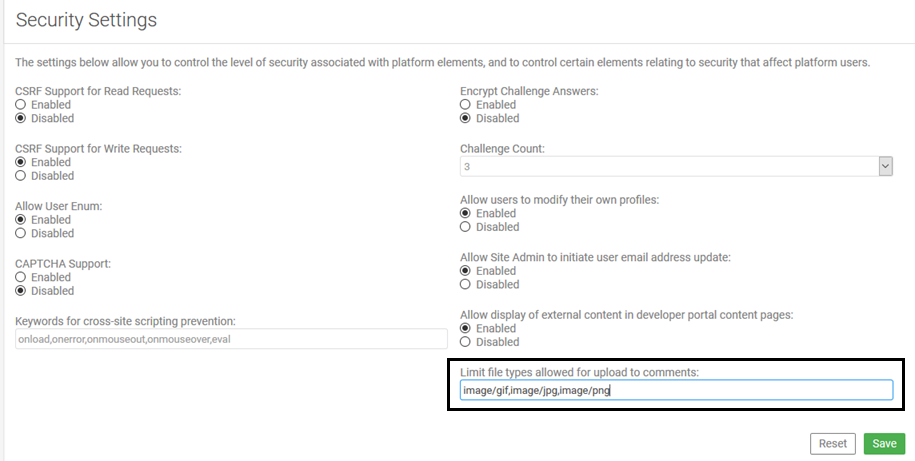 Security Settings
The settings below allow you to control the level of security associated with platform elements, and to control certain elements relating to security that affect platform users.
CSRF Support for Read Requests:
Enabled
Disabled
CSRF Support for Write Requests:
Enabled
Disabled
Allow User Enum:
Enabled
Disabled
CAPTCHA Support:
Enabled
Disabled
Keywords for cross-site scripting prevention:
onload,onerror,onmouseout,onmouseover,eval
Encrypt Challenge Answers:
Enabled
Disabled
Challenge Count:
3
Allow users to modify their own profiles:
Enabled
Disabled
Allow Site Admin to initiate user email address update:
Enabled
Disabled
Allow display of external content in developer portal content pages:
Enabled
Disabled
Limit file types allowed for upload to comments:
image/gif,image/jpg,image/png
Reset
Save